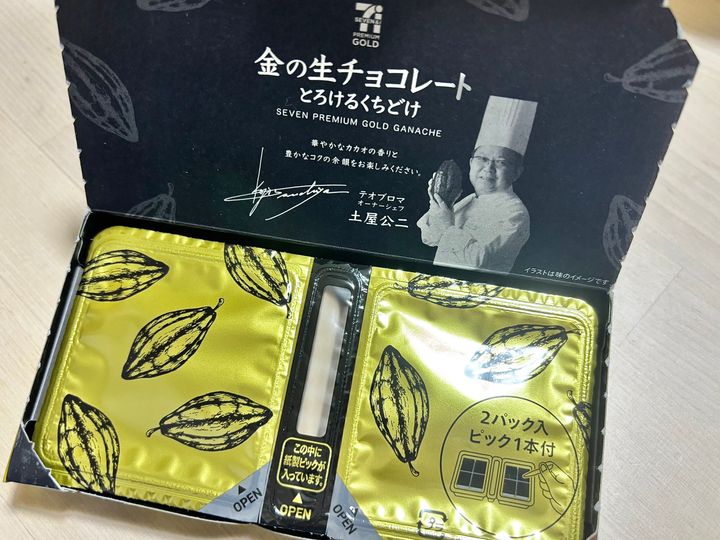 SEVEN & i
PREMIUM
GOLD
金の生チョコレート
とろけるくちどけ
SEVEN PREMIUM GOLD GANACHE
華やかなカカオの香りと
豊かなコクの余韻をお楽しみください。
テオブロマ
オーナーシェフ
土屋公二
イラストは味のイメージです
2パック入
ピック1本付
この中に
紙製ピックが
入っています。
OPEN
OPEN
OPEN